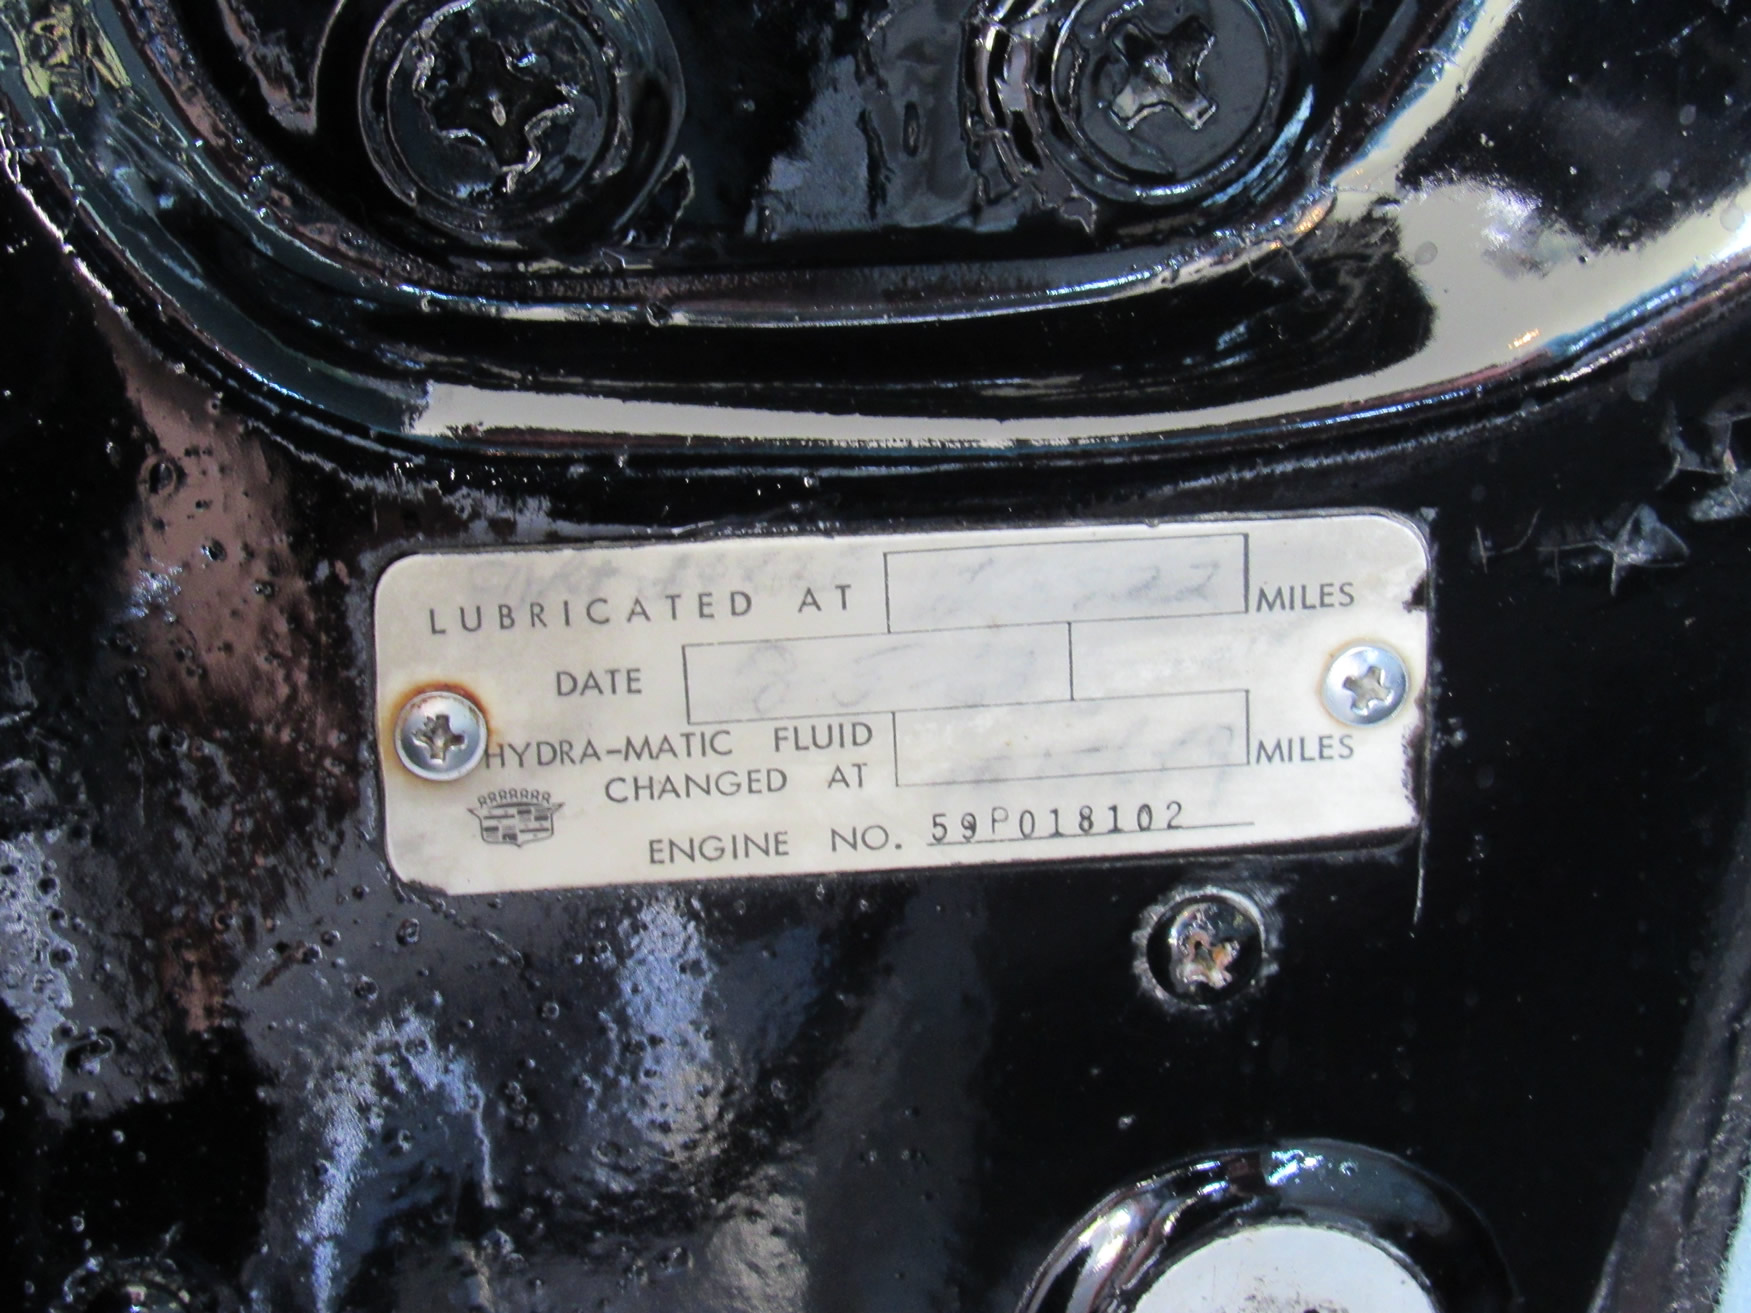 LUBRICATED AT MILES
DATE
HYDRA-MATIC FLUID
CHANGED AT MILES
ENGINE NO. 59P018102